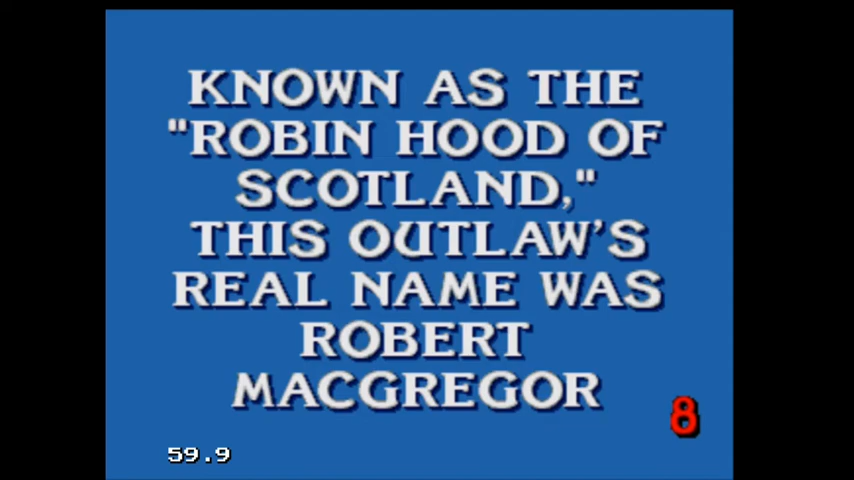 KNOWN AS THE
"ROBIN HOOD OF
SCOTLAND,"
THIS OUTLAW'S
REAL NAME WAS
ROBERT
MACGREGOR
8
59.9